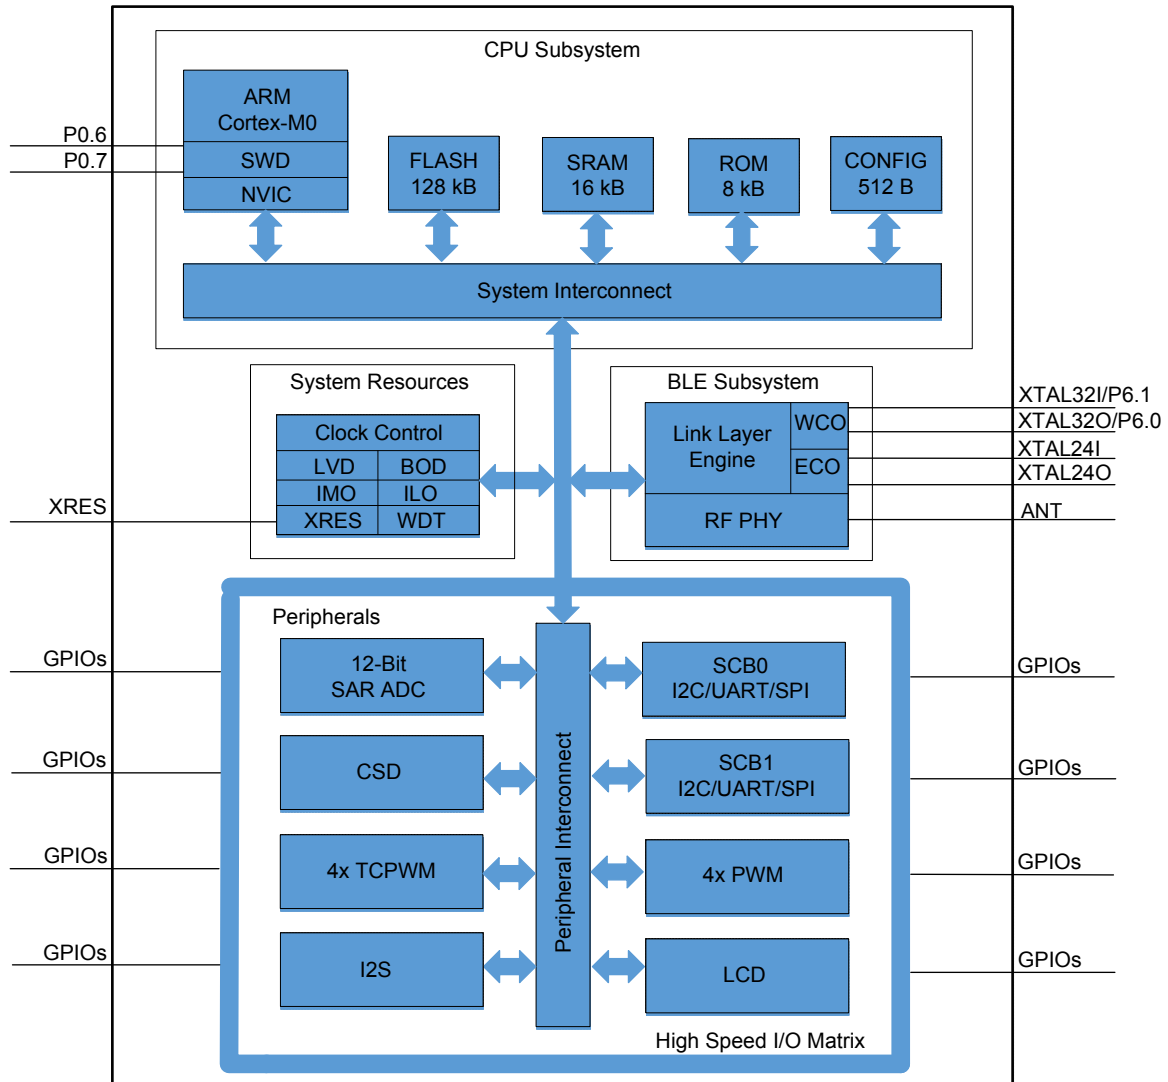 CPU Subsystem
ARM
Cortex-M0
SWD
NVIC
P0.6
P0.7
FLASH
128 kB
SRAM
16 kB
ROM
8 kB
CONFIG
512 B
System Interconnect
System Resources
Clock Control
LVD
BOD
IMO
ILO
XRES
WDT
XRES
BLE Subsystem
Link Layer
Engine
WCO
ECO
RF PHY
XTAL32I/P6.1
XTAL32O/P6.0
XTAL24I
XTAL24O
ANT
Peripherals
GPIOs
12-Bit
SAR ADC
GPIOs
CSD
GPIOs
4x TCPWM
GPIOs
I2S
Peripheral Interconnect
SCB0
I2C/UART/SPI
GPIOs
SCB1
I2C/UART/SPI
GPIOs
4x PWM
GPIOs
LCD
GPIOs
High Speed I/O Matrix